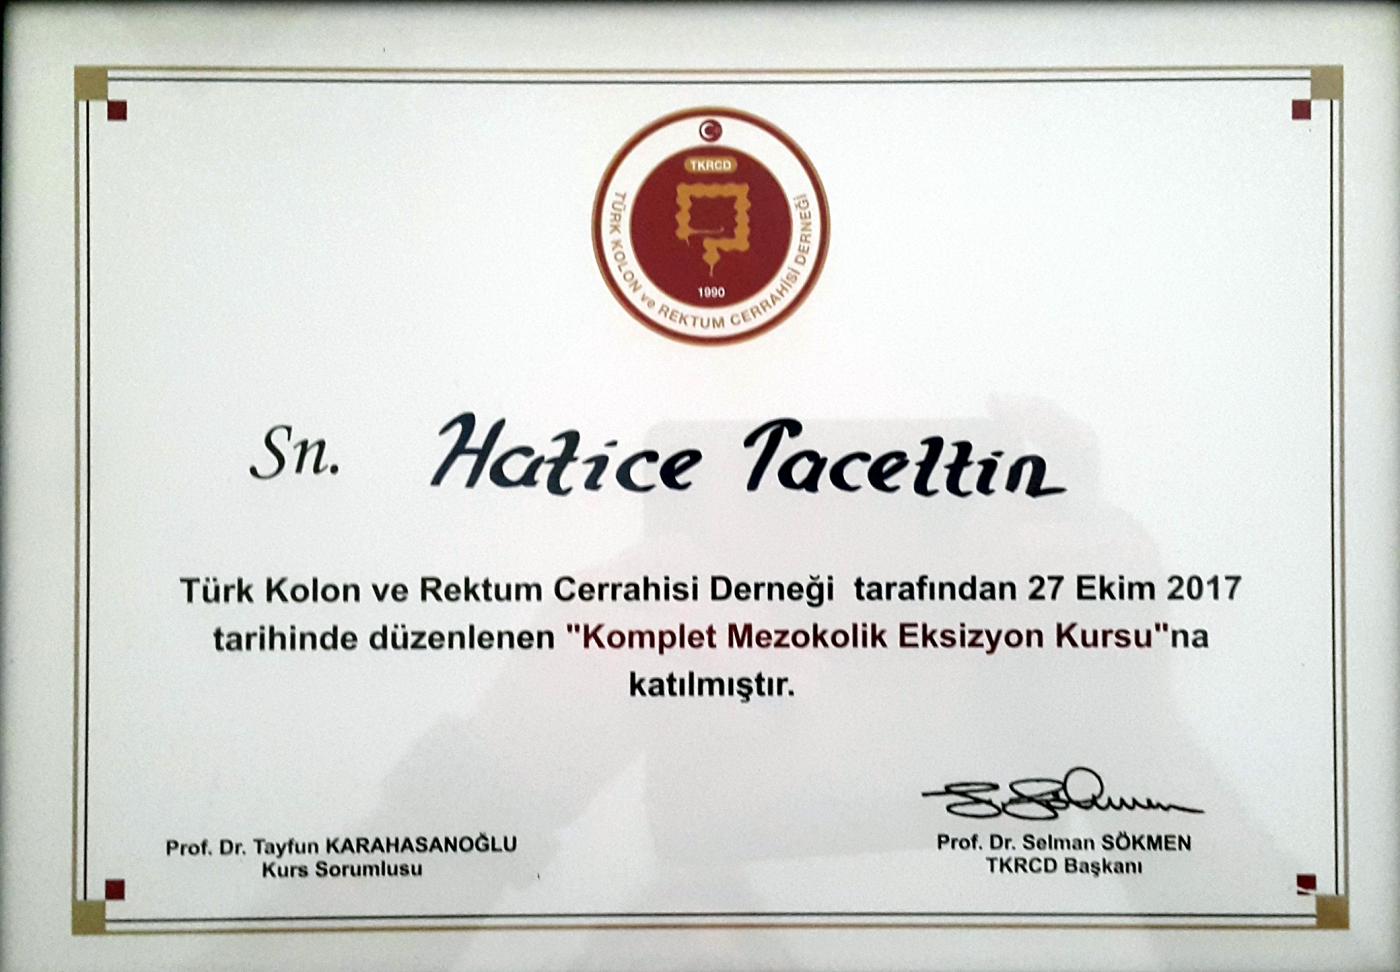 TKRCD
1990
TÜRK KOLON ve REKTUM CERRAHİSİ DERNEĞİ
Sn. Hatice Tacettin
Türk Kolon ve Rektum Cerrahisi Derneği tarafından 27 Ekim 2017
tarihinde düzenlenen "Komplet Mezokolik Eksizyon Kursu"na
katılmıştır.
Prof. Dr. Tayfun KARAHASANOĞLU
Kurs Sorumlusu
Prof. Dr. Selman SÖKMEN
TKRCD Başkanı